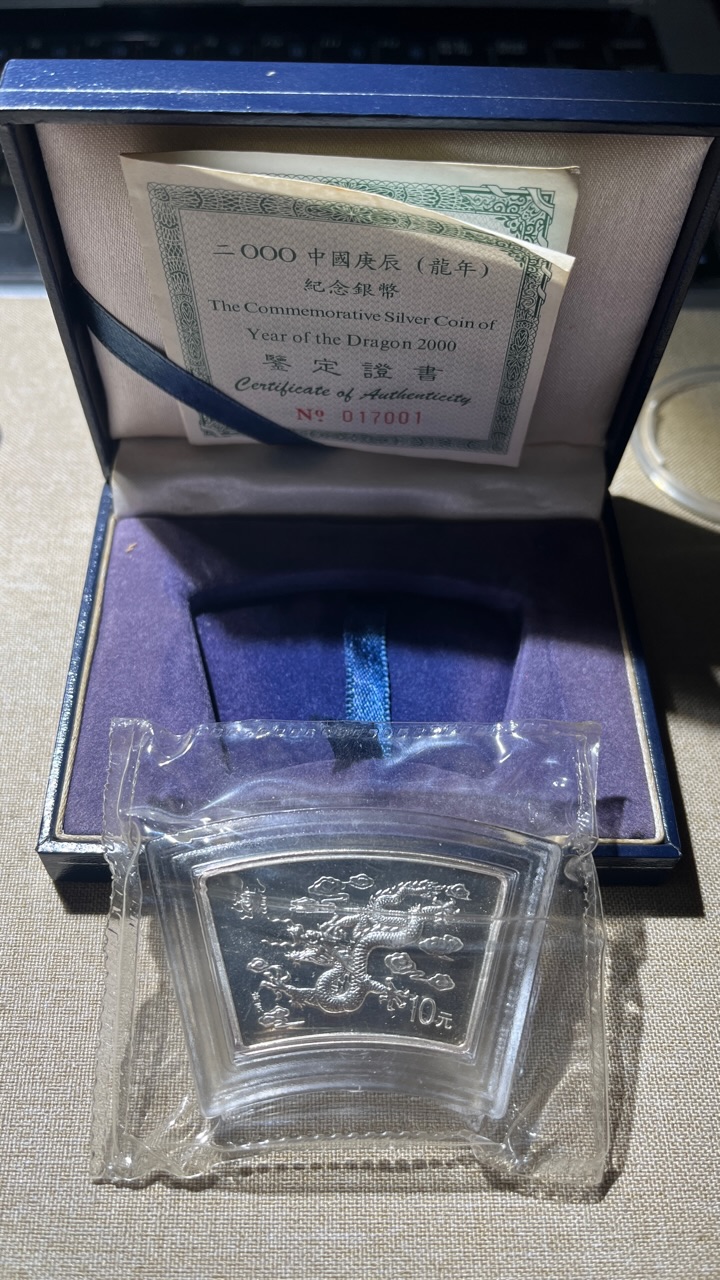 二OOO中國庚辰（龍年）
紀念銀幣
The Commemorative Silver Coin of
Year of the Dragon 2000
鑒定證書
Certificate of Authenticity
Nº 017001
10元